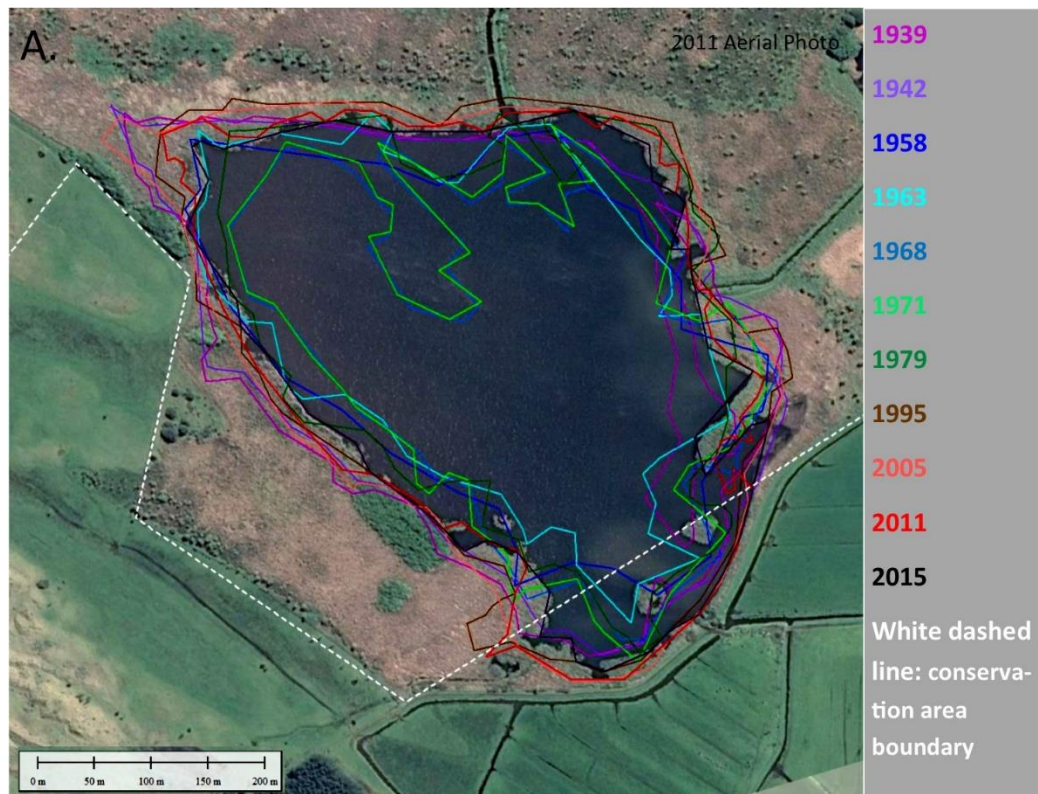 A.
2011 Aerial Photo
1939
1942
1958
1963
1968
1971
1979
1995
2005
2011
2015
White dashed
line: conserva-
tion area
boundary
0 m 50 m 100 m 150 m 200 m